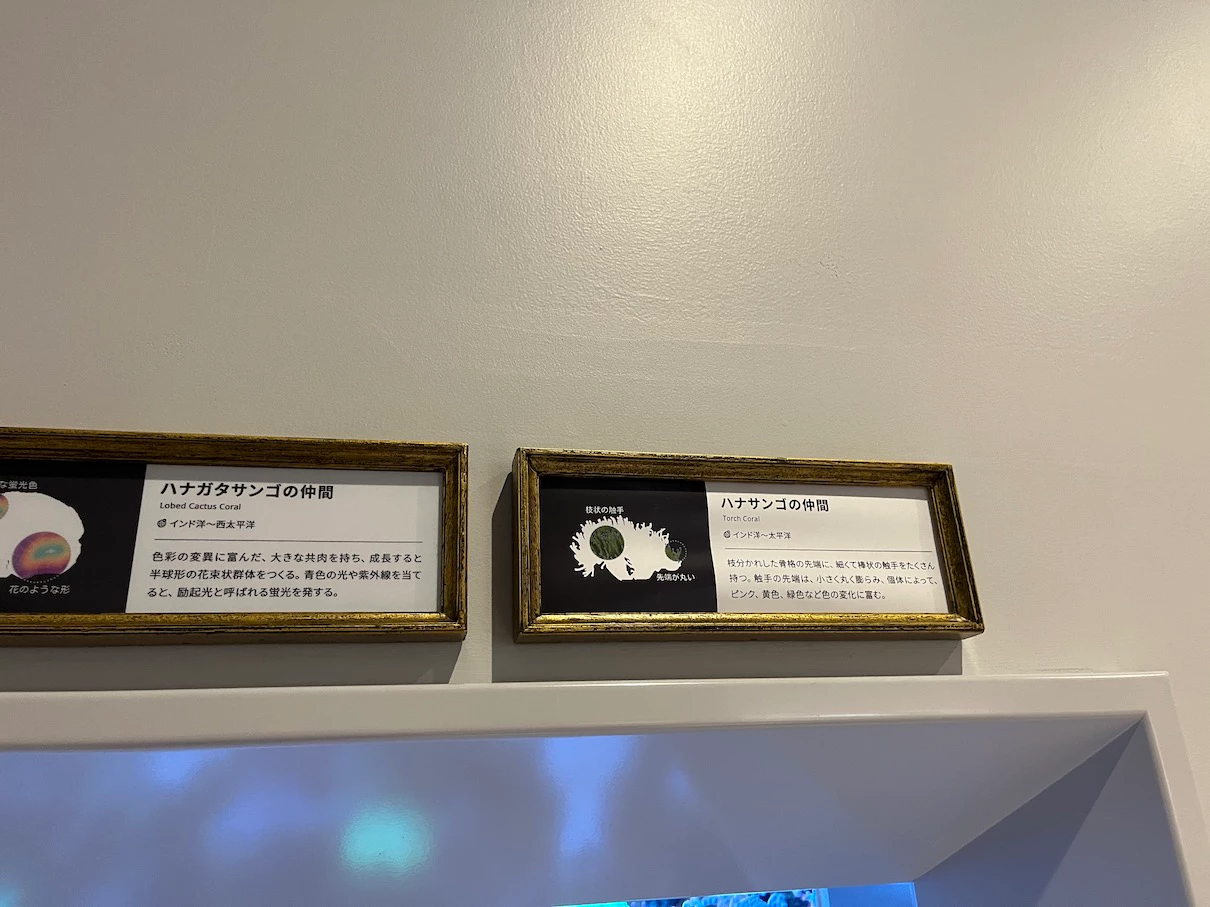 な蛍光色
花のような形
ハナガタサンゴの仲間
Lobed Cactus Coral
インド洋〜西太平洋
色彩の変異に富んだ、大きな共肉を持ち、成長すると
半球形の花束状群体をつくる。青色の光や紫外線を当て
ると、励起光と呼ばれる蛍光を発する。
枝状の触手
先端が丸い
ハナサンゴの仲間
Torch Coral
インド洋〜太平洋
枝分かれした骨格の先端に、細くて棒状の触手をたくさん
持つ。触手の先端は、小さく丸く膨らみ、個体によって、
ピンク、黄色、緑色など色の変化に富む。